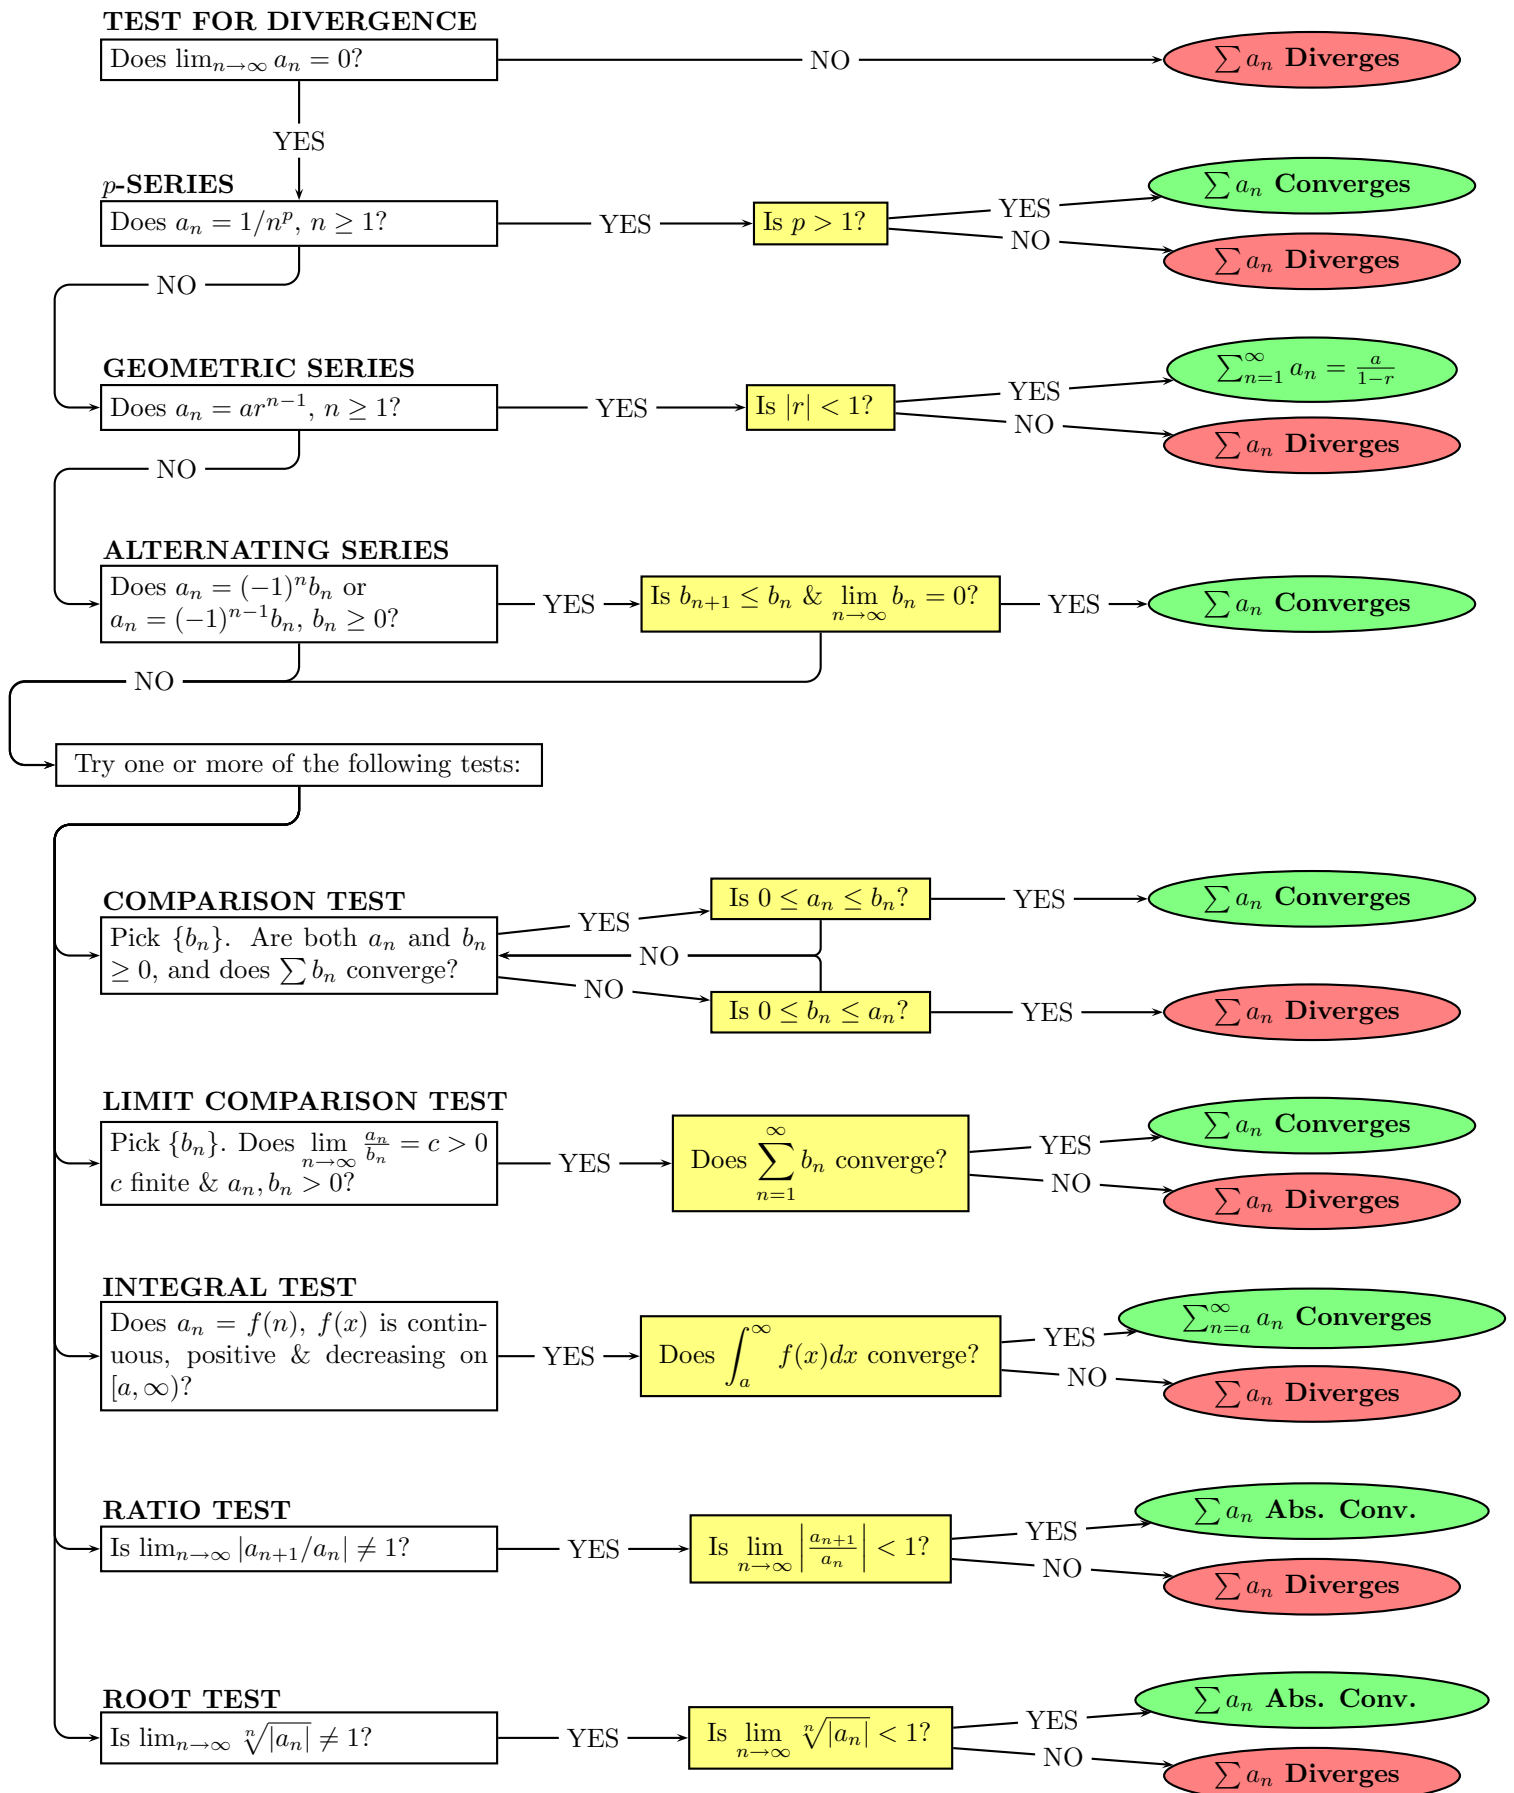 TEST FOR DIVERGENCE
Does lim_{n→∞} a_n = 0?
NO
∑ a_n Diverges
YES
p-SERIES
Does a_n = 1/n^p, n ≥ 1?
YES
Is p > 1?
YES
∑ a_n Converges
NO
∑ a_n Diverges
NO
GEOMETRIC SERIES
Does a_n = ar^{n−1}, n ≥ 1?
YES
Is |r| < 1?
YES
∑_{n=1}^{∞} a_n = \frac{a}{1−r}
NO
∑ a_n Diverges
NO
ALTERNATING SERIES
Does a_n = (−1)^n b_n or
a_n = (−1)^{n−1} b_n, b_n ≥ 0?
YES
Is b_{n+1} ≤ b_n & lim_{n→∞} b_n = 0?
YES
∑ a_n Converges
NO
Try one or more of the following tests:
COMPARISON TEST
Pick {b_n}. Are both a_n and b_n
≥ 0, and does ∑ b_n converge?
YES
Is 0 ≤ a_n ≤ b_n?
YES
∑ a_n Converges
NO
NO
Is 0 ≤ b_n ≤ a_n?
YES
∑ a_n Diverges
LIMIT COMPARISON TEST
Pick {b_n}. Does lim_{n→∞} \frac{a_n}{b_n} = c > 0
c finite & a_n, b_n > 0?
YES
Does ∑_{n=1}^{∞} b_n converge?
YES
∑ a_n Converges
NO
∑ a_n Diverges
INTEGRAL TEST
Does a_n = f(n), f(x) is contin-
uous, positive & decreasing on
[a, ∞)?
YES
Does ∫_a^∞ f(x)dx converge?
YES
∑_{n=a}^{∞} a_n Converges
NO
∑ a_n Diverges
RATIO TEST
Is lim_{n→∞} |a_{n+1}/a_n| ≠ 1?
YES
Is lim_{n→∞} |\frac{a_{n+1}}{a_n}| < 1?
YES
∑ a_n Abs. Conv.
NO
∑ a_n Diverges
ROOT TEST
Is lim_{n→∞} \sqrt[n]{|a_n|} ≠ 1?
YES
Is lim_{n→∞} \sqrt[n]{|a_n|} < 1?
YES
∑ a_n Abs. Conv.
NO
∑ a_n Diverges